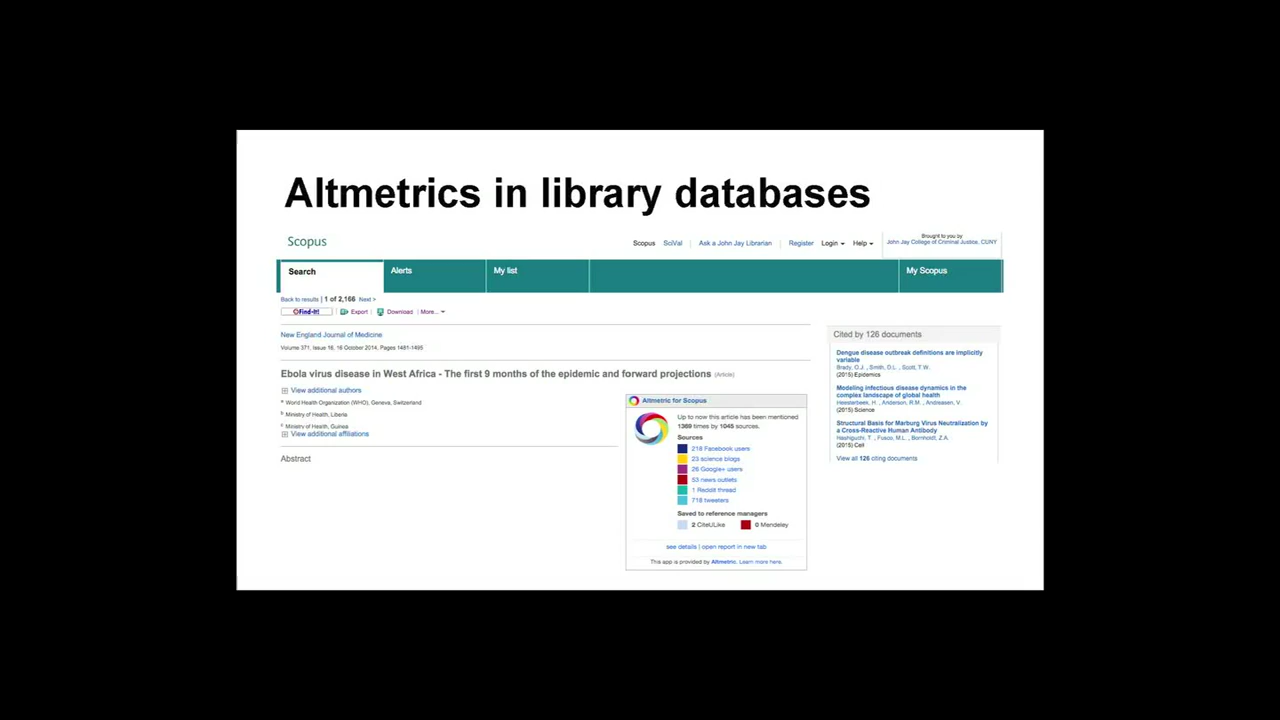 Altmetrics in library databases
Scopus
Scopus SciVal Ask a John Jay Librarian Register Login Help
Brought to you by
John Jay College of Criminal Justice, CUNY
Search Alerts My list My Scopus
Back to results | 1 of 2,166 Next >
Find-It! Export Download More...
New England Journal of Medicine
Volume 371, Issue 16, 16 October 2014, Pages 1481-1495
Ebola virus disease in West Africa - The first 9 months of the epidemic and forward projections (Article)
View additional authors
a World Health Organization (WHO), Geneva, Switzerland
b Ministry of Health, Liberia
c Ministry of Health, Guinea
View additional affiliations
Abstract
Altmetric for Scopus
Up to now this article has been mentioned
1369 times by 1045 sources.
Sources
218 Facebook users
23 science blogs
26 Google+ users
53 news outlets
1 Reddit thread
718 tweeters
Saved to reference managers
2 CiteULike 0 Mendeley
see details | open report in new tab
This app is provided by Altmetric. Learn more here.
Cited by 126 documents
Dengue disease outbreak definitions are implicitly
variable
Brady, O.J. , Smith, D.L. , Scott, T.W.
(2015) Epidemics
Modeling infectious disease dynamics in the
complex landscape of global health
Heesterbeek, H. , Anderson, R.M. , Andreasen, V.
(2015) Science
Structural Basis for Marburg Virus Neutralization by
a Cross-Reactive Human Antibody
Hashiguchi, T. , Fusco, M.L. , Bornholdt, Z.A.
(2015) Cell
View all 126 citing documents